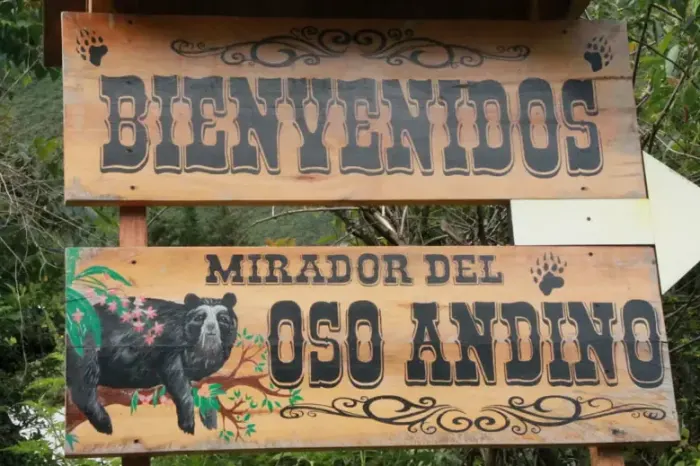 BIENVENIDOS
MIRADOR DEL
OSO ANDINO